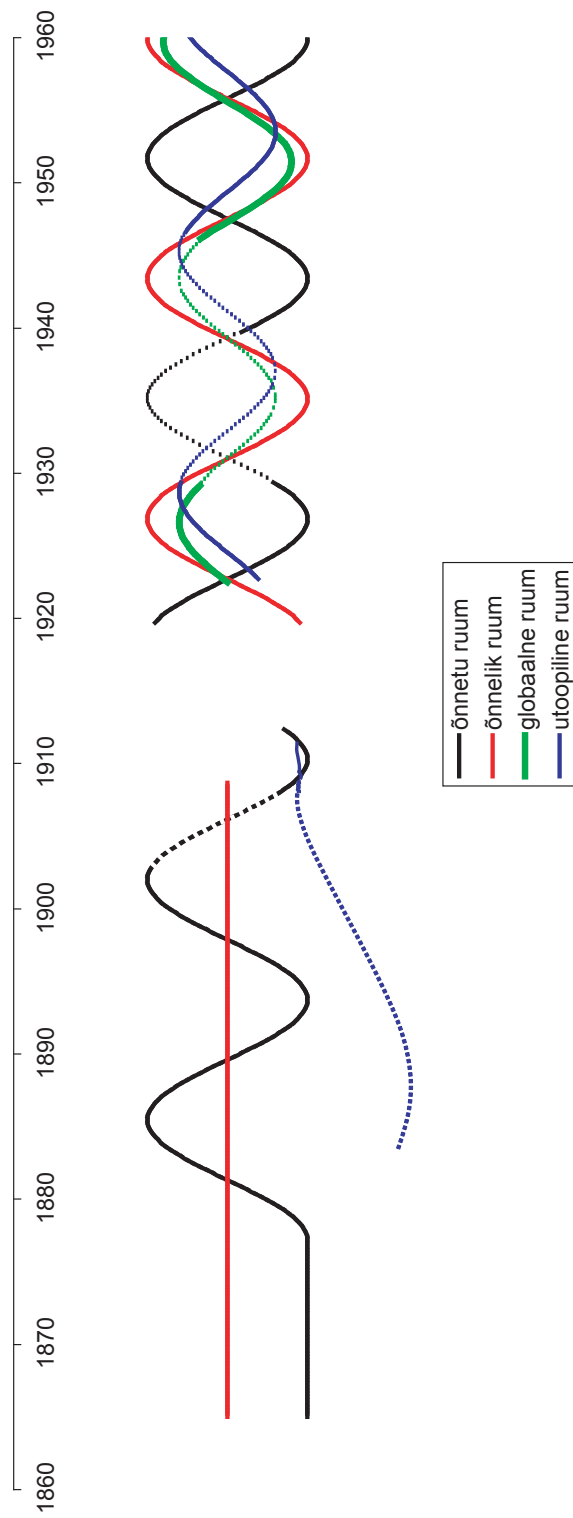 1860 1870 1880 1890 1900 1910 1920 1930 1940 1950 1960
õnnetu ruum
õnnelik ruum
globaalne ruum
utoopiline ruum